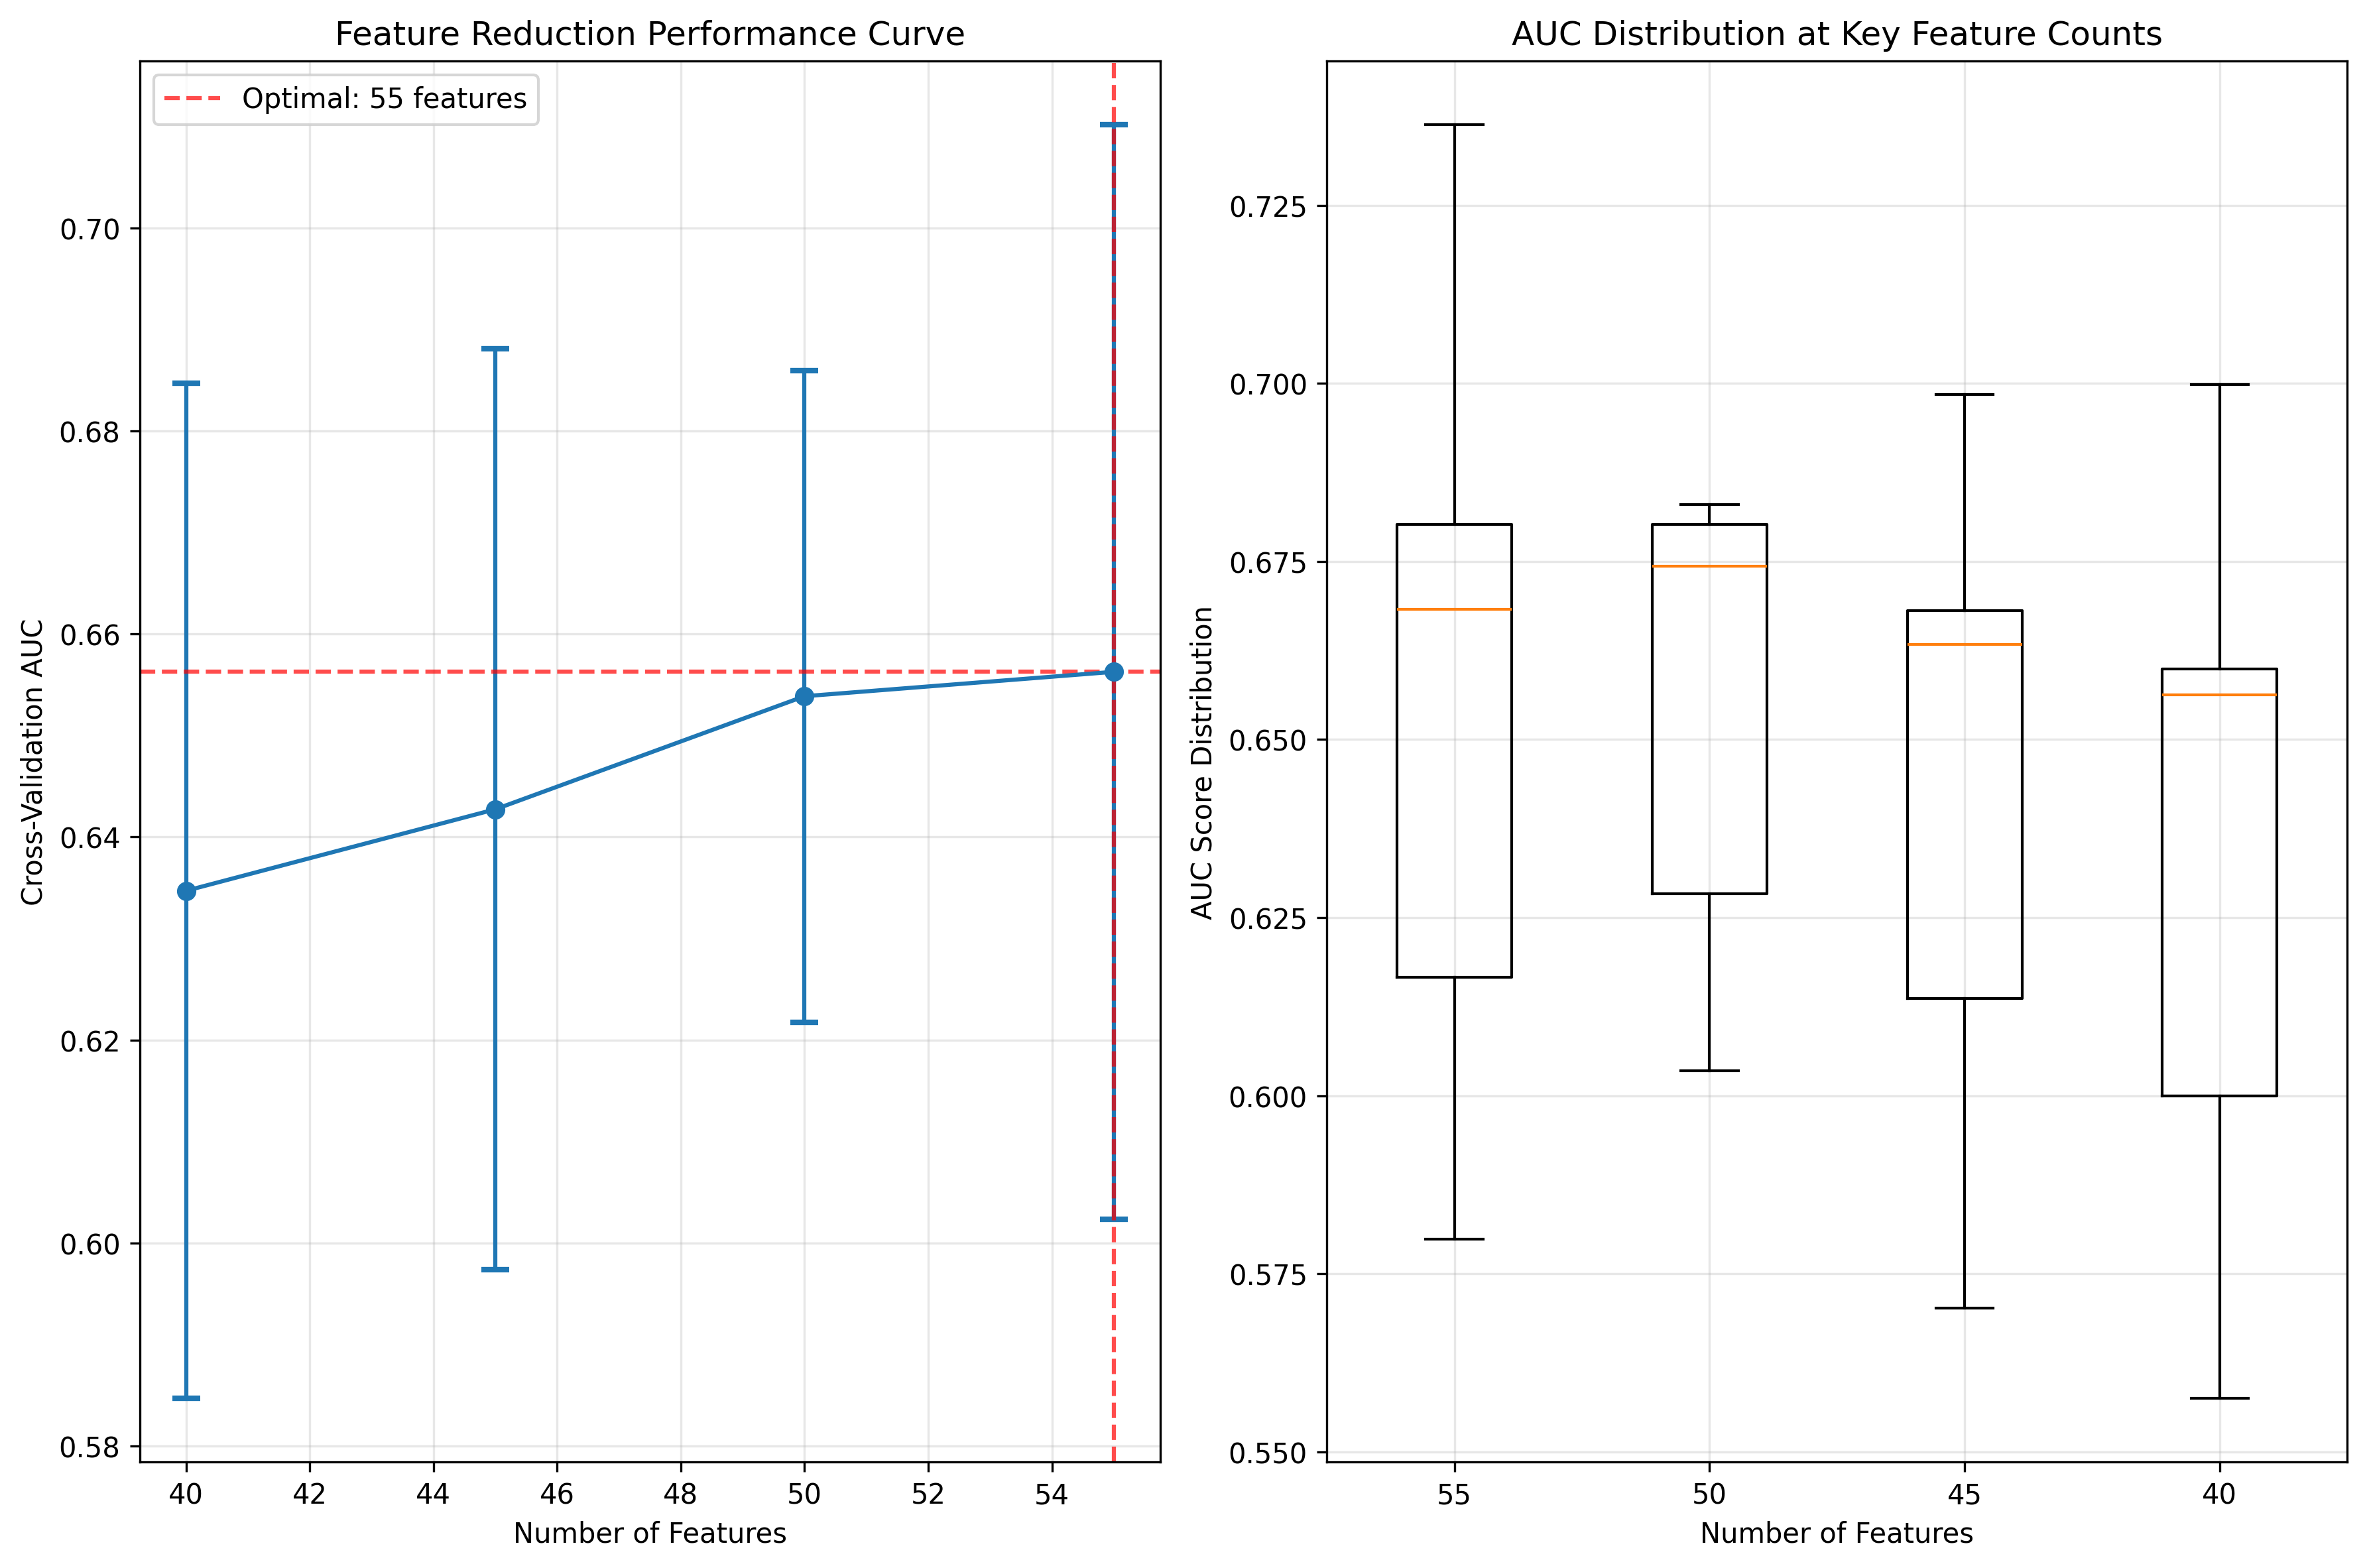 Feature Reduction Performance Curve
Optimal: 55 features
0.70
0.68
0.66
0.64
0.62
0.60
0.58
Cross-Validation AUC
40 42 44 46 48 50 52 54
Number of Features
AUC Distribution at Key Feature Counts
0.725
0.700
0.675
0.650
0.625
0.600
0.575
0.550
AUC Score Distribution
55 50 45 40
Number of Features